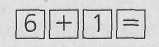 6 + 1 =